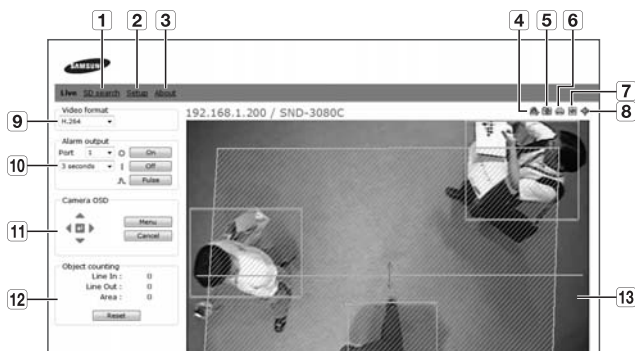 1 2 3
4 5 6 7 8
SAMSUNG
Live SD search Setup About
192.168.1.200 / SND-3080C
9 Video format
H.264
Alarm output
Port 1 On
10 3 seconds Off
Pulse
Camera OSD
11 Menu
Cancel
Object counting
Line In : 0
Line Out : 0
12 Area : 0
Reset
13